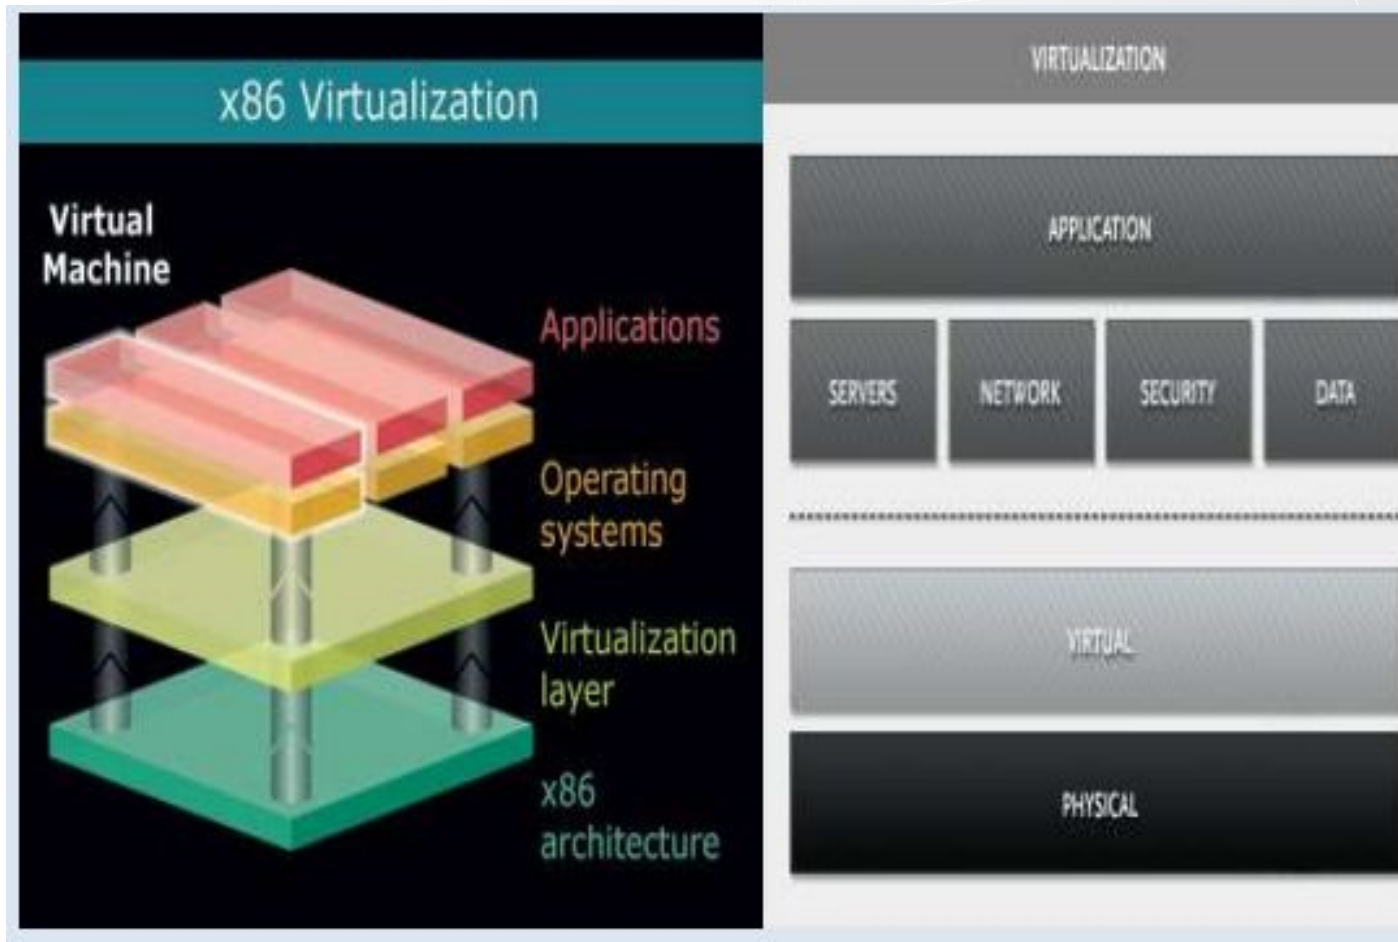 x86 Virtualization
Virtual
Machine
Applications
Operating
systems
Virtualization
layer
x86
architecture
VIRTUALIZATION
APPLICATION
SERVERS
NETWORK
SECURITY
DATA
VIRTUAL
PHYSICAL